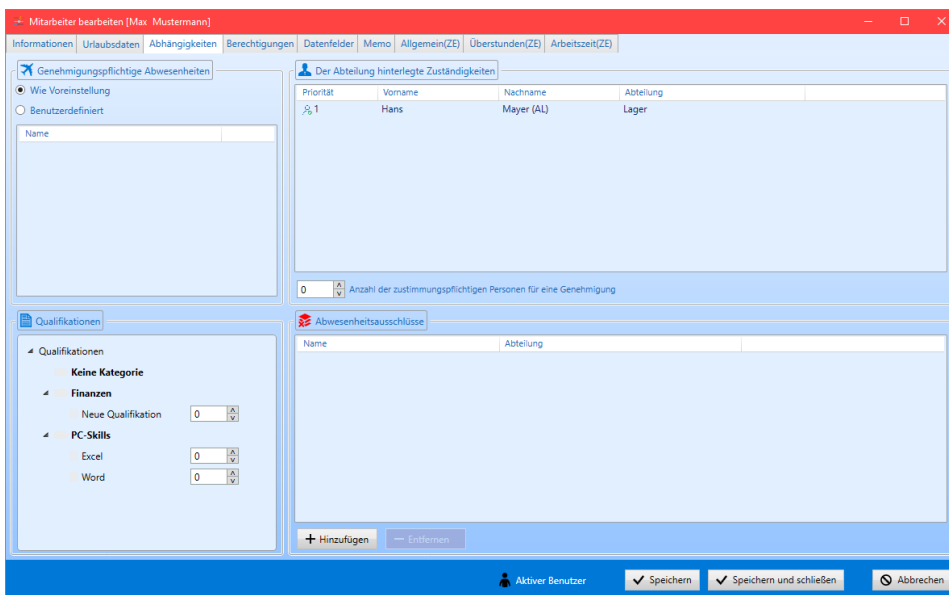 Mitarbeiter bearbeiten [Max Mustermann]
Informationen Urlaubsdaten Abhängigkeiten Berechtigungen Datenfelder Memo Allgemein(ZE) Überstunden(ZE) Arbeitszeit(ZE)
Genehmigungspflichtige Abwesenheiten
Wie Voreinstellung
Benutzerdefiniert
Name
Der Abteilung hinterlegte Zuständigkeiten
Priorität Vorname Nachname Abteilung
1 Hans Mayer (AL) Lager
0 Anzahl der zustimmungspflichtigen Personen für eine Genehmigung
Qualifikationen
Qualifikationen
Keine Kategorie
Finanzen
Neue Qualifikation 0
PC-Skills
Excel 0
Word 0
Abwesenheitsausschlüsse
Name Abteilung
Hinzufügen Entfernen
Aktiver Benutzer Speichern Speichern und schließen Abbrechen